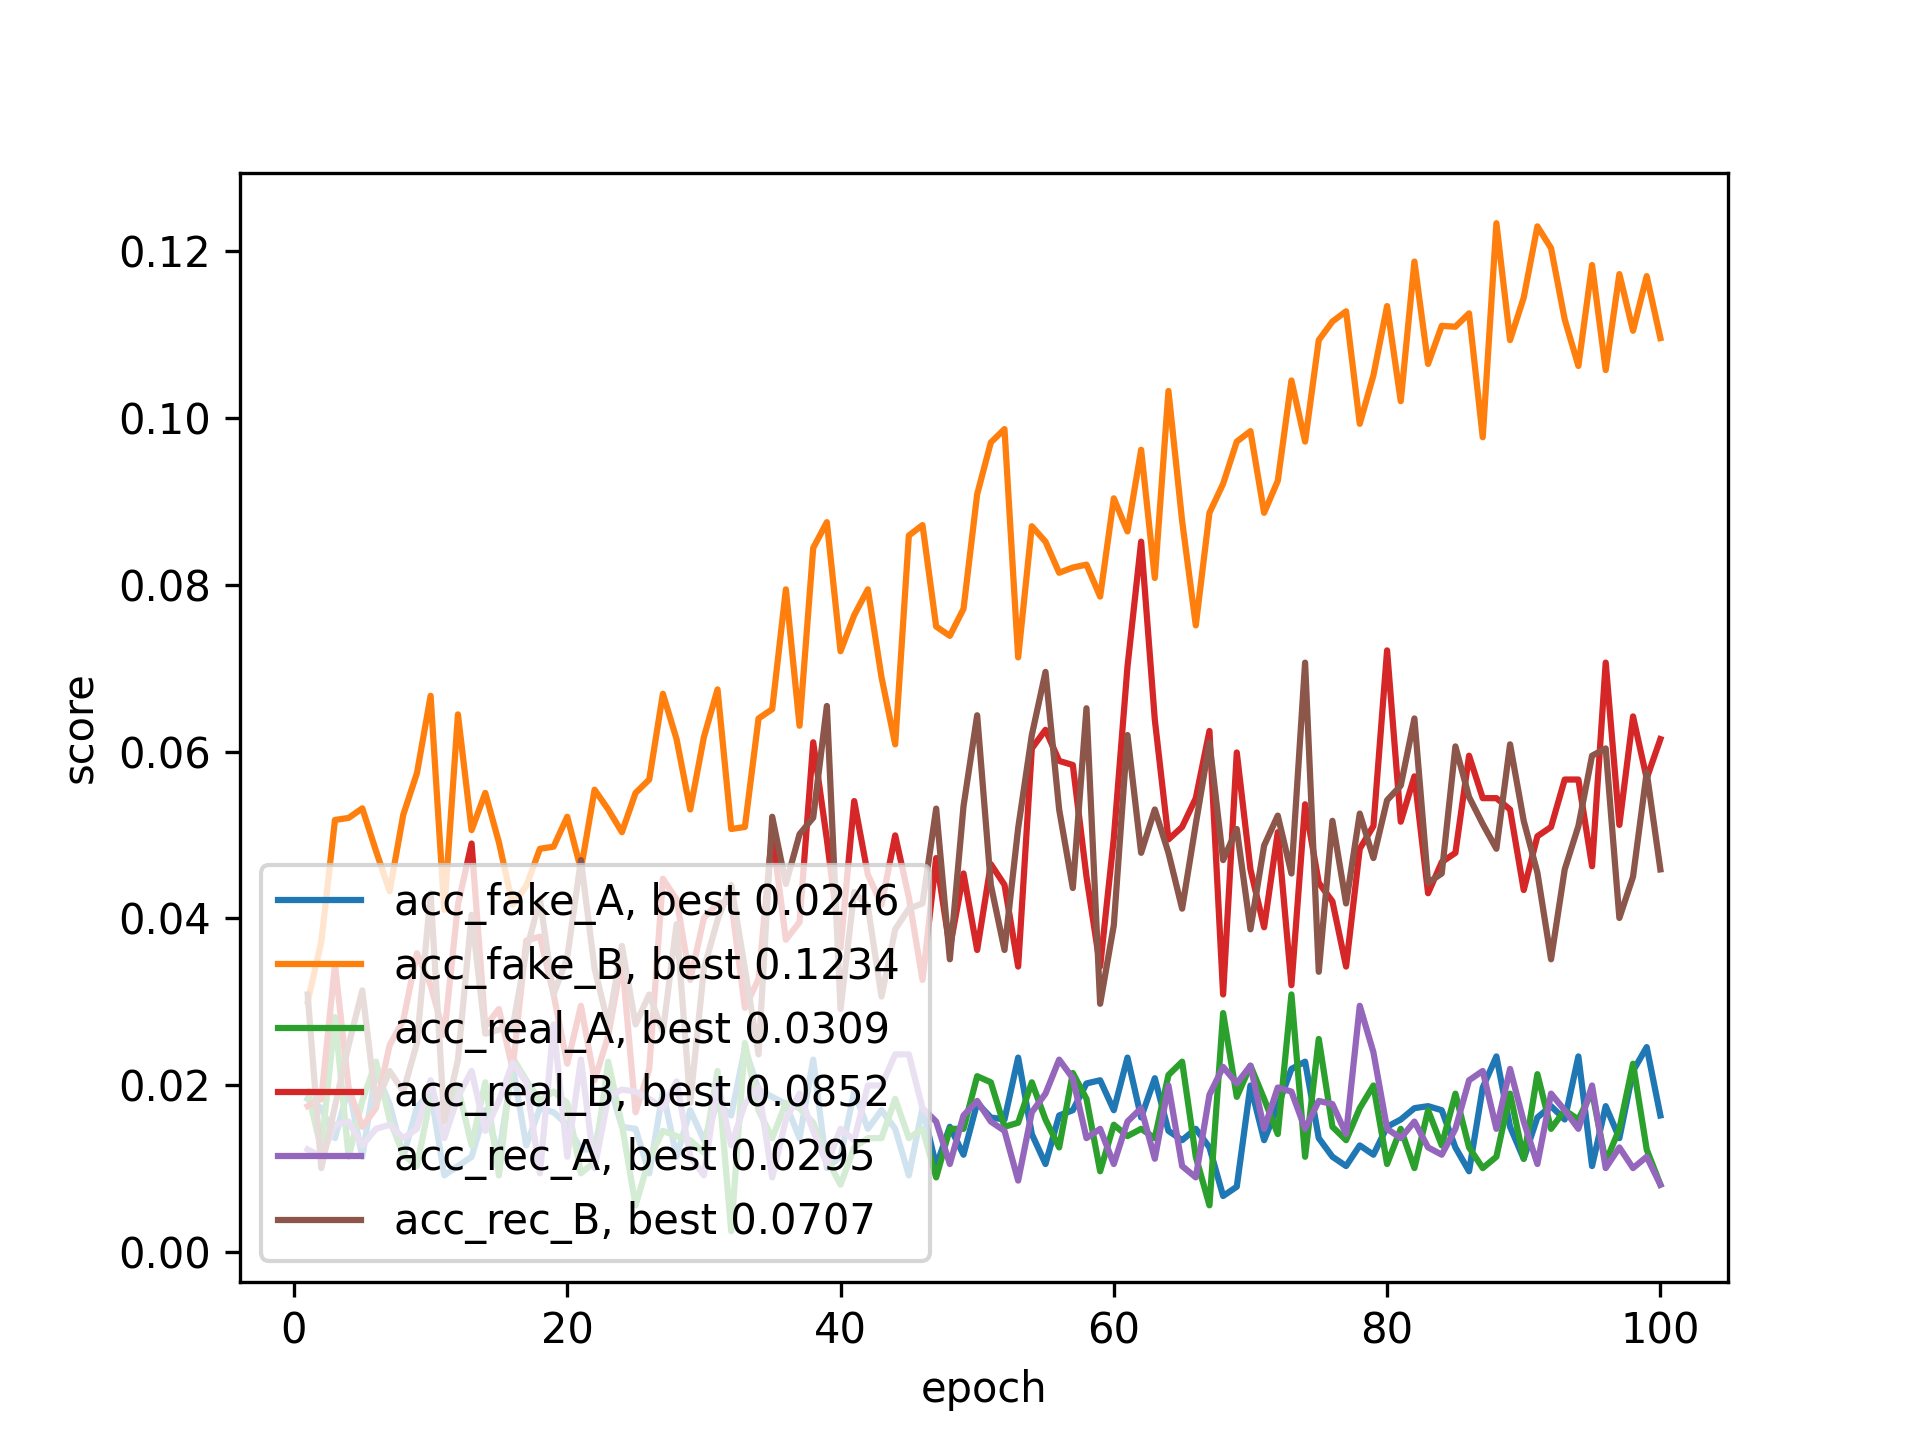 0.12
0.10
0.08
0.06
0.04
0.02
0.00
score
acc_fake_A, best 0.0246
acc_fake_B, best 0.1234
acc_real_A, best 0.0309
acc_real_B, best 0.0852
acc_rec_A, best 0.0295
acc_rec_B, best 0.0707
0 20 40 60 80 100
epoch